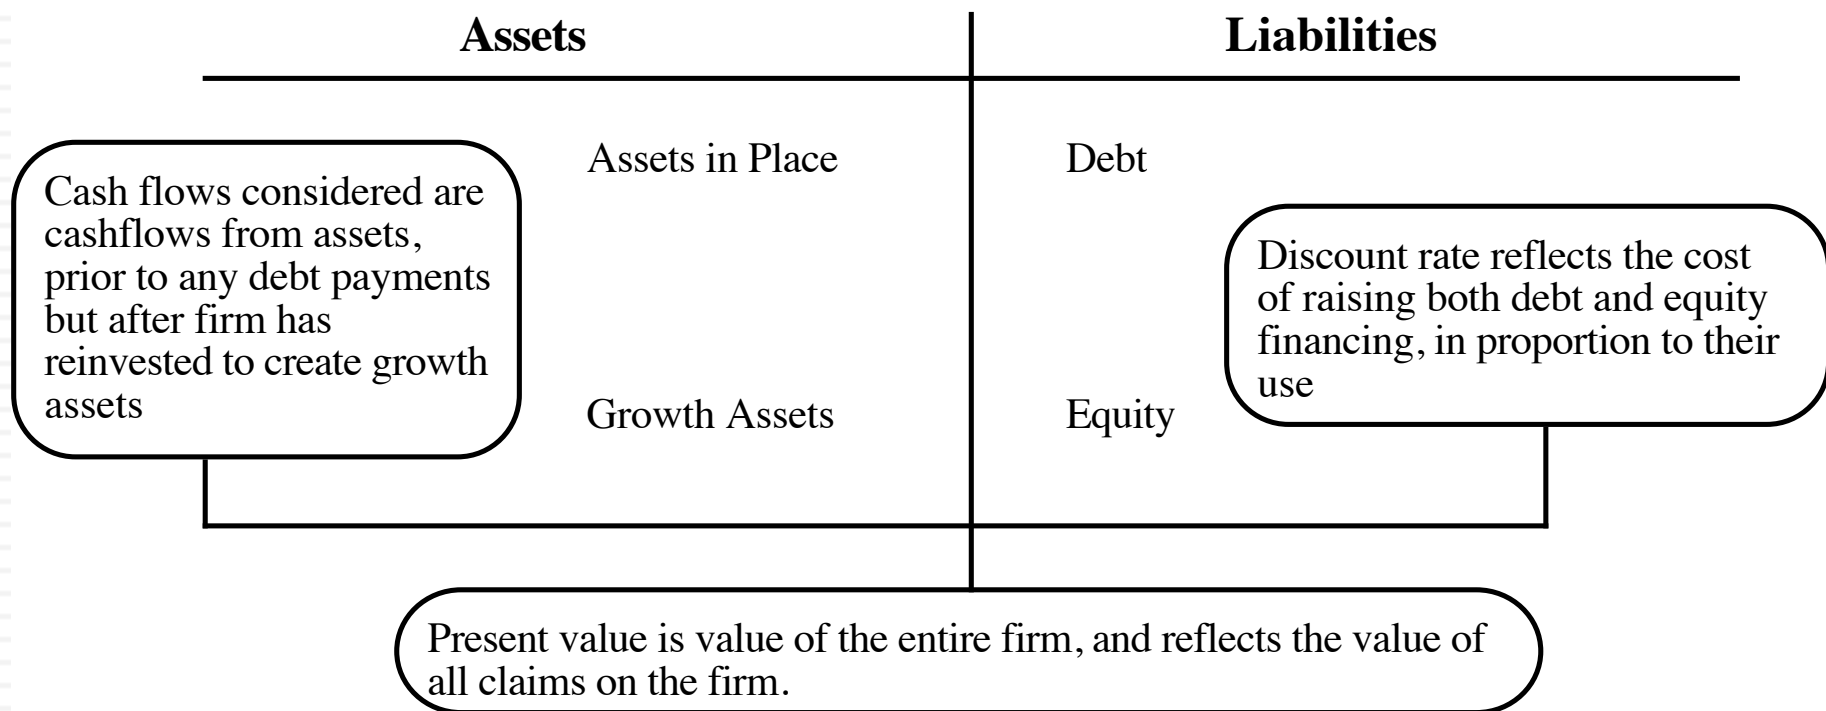 Assets
Liabilities
Assets in Place
Debt
Cash flows considered are
cashflows from assets,
prior to any debt payments
but after firm has
reinvested to create growth
assets
Discount rate reflects the cost
of raising both debt and equity
financing, in proportion to their
use
Growth Assets
Equity
Present value is value of the entire firm, and reflects the value of
all claims on the firm.